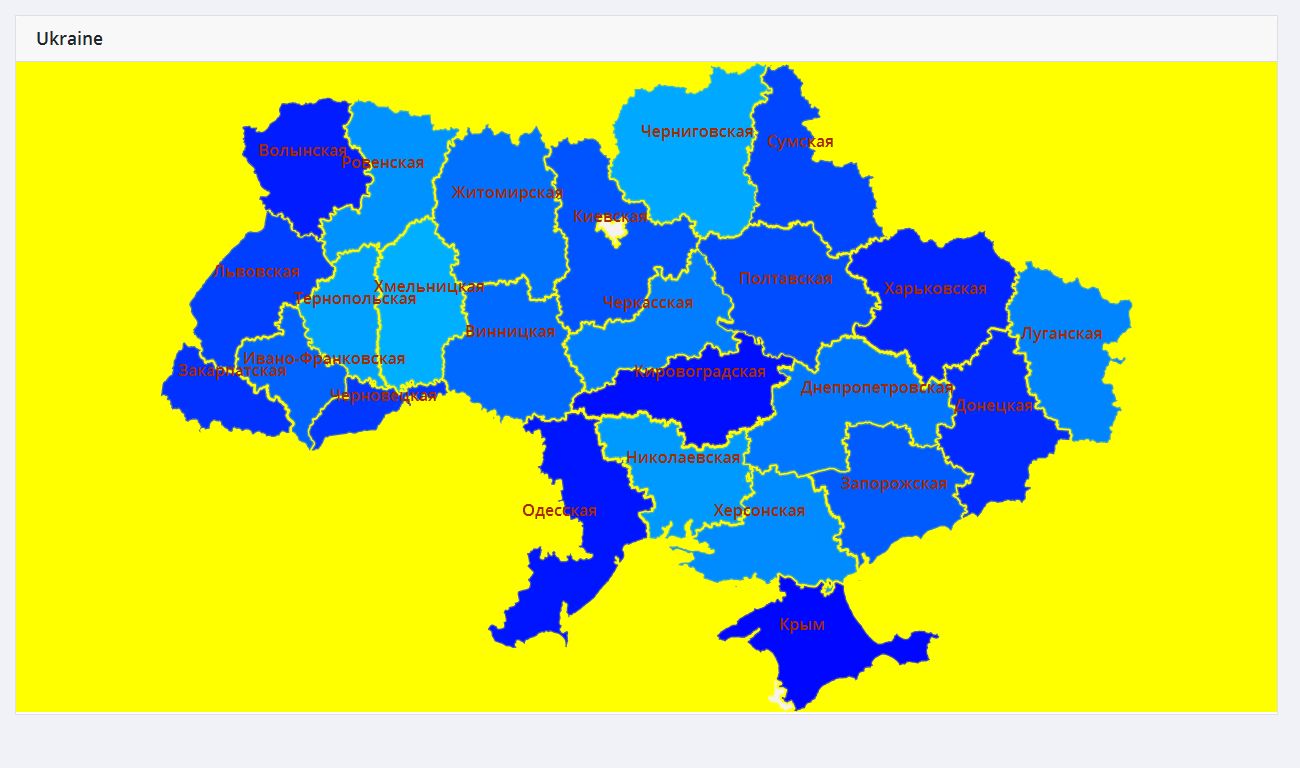 Ukraine
Черниговская
Сумская
Волынская
Ровенская
Житомирская
Киевская
Львовская
Полтавская
Хмельницкая
Харьковская
Тернопольская
Черкасская
Винницкая
Луганская
Ивано-Франковская
Закарпатская
Кировоградская
Днепропетровская
Черновецкая
Донецкая
Николаевская
Запорожская
Одесская
Херсонская
Крым